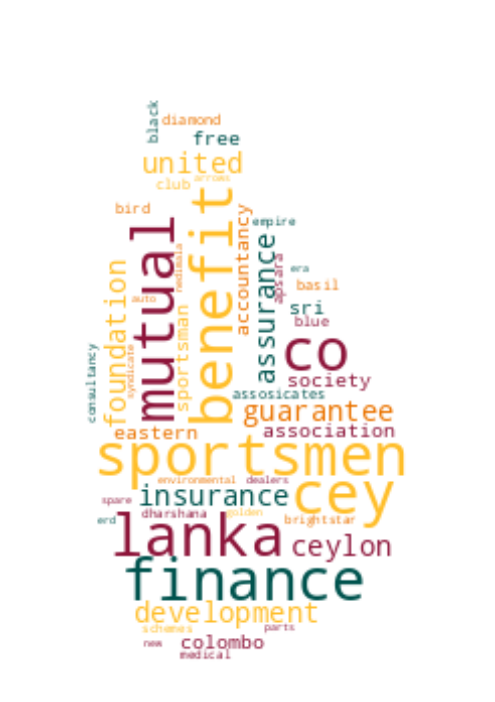 black
diamond
free
united
club
arrows
bird
mutual
benefit
accountancy
empire
nedimala
assurance
apsara
era
foundation
auto
sportsman
basil
sri
blue
consultancy
syndicate
co
society
assosicates
guarantee
eastern
association
sportsmen
environmental
dealers
cey
insurance
spare
dharshana
golden
erd
brightstar
lanka
ceylon
finance
development
schemes
parts
new
colombo
medical